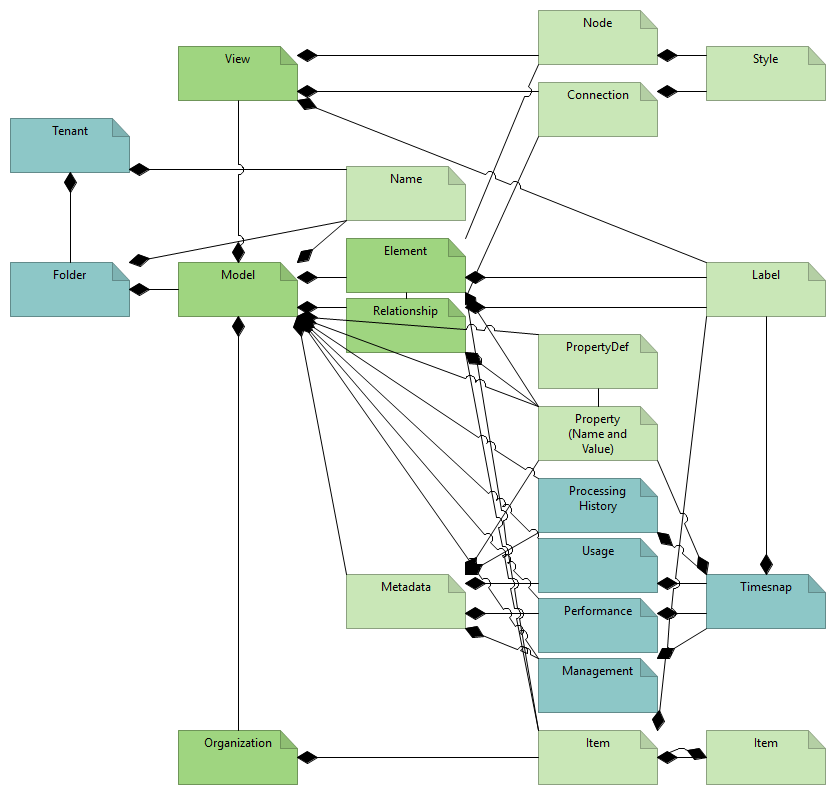 Node
View
Style
Connection
Tenant
Name
Element
Folder
Model
Label
Relationship
PropertyDef
Property
(Name and
Value)
Processing
History
Usage
Metadata
Timesnap
Performance
Management
Organization
Item
Item